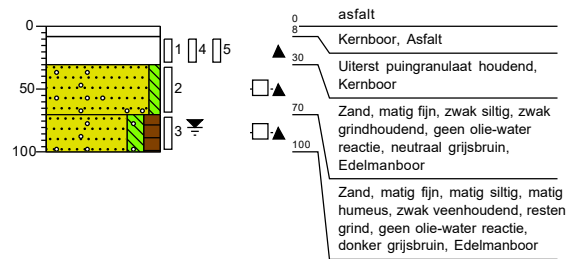 0
50
100
1
4
5
2
3
0
asfalt
8
Kernboor, Asfalt
30
Uiterst puingranulaat houdend,
Kernboor
70
Zand, matig fijn, zwak siltig, zwak
grindhoudend, geen olie-water
reactie, neutraal grijsbruin,
Edelmanboor
100
Zand, matig fijn, matig siltig, matig
humeus, zwak veenhoudend, resten
grind, geen olie-water reactie,
donker grijsbruin, Edelmanboor